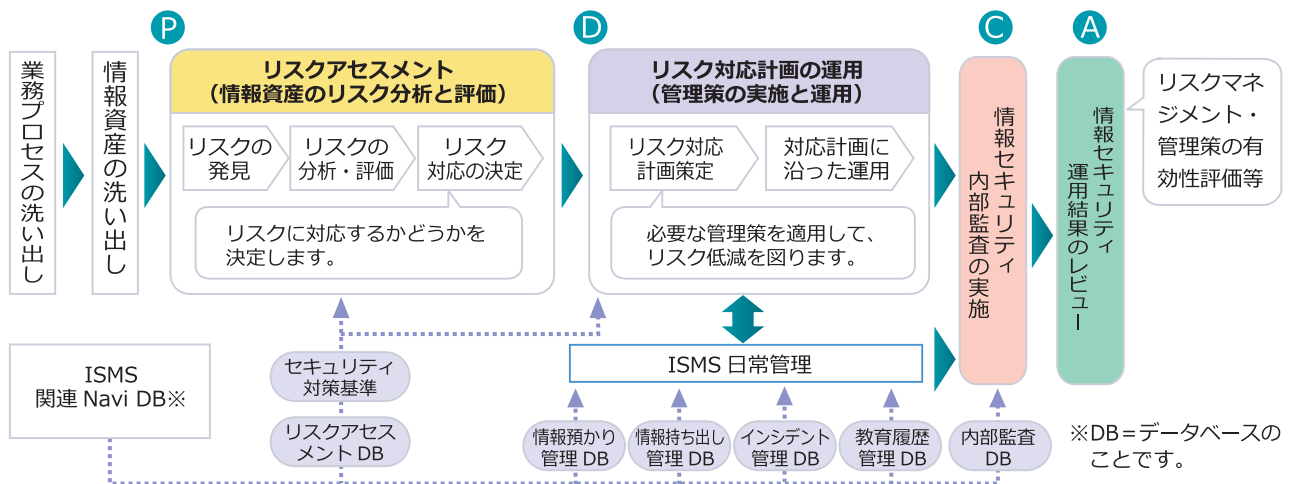 P
D
C
A
業務プロセスの洗い出し
情報資産の洗い出し
リスクアセスメント
（情報資産のリスク分析と評価）
リスクの
発見
リスクの
分析・評価
リスク
対応の決定
リスクに対応するかどうかを
決定します。
リスク対応計画の運用
（管理策の実施と運用）
リスク対応
計画策定
対応計画に
沿った運用
必要な管理策を適用して、
リスク低減を図ります。
情報セキュリティ
内部監査の実施
情報セキュリティ
運用結果のレビュー
リスクマネ
ジメント・
管理策の有
効性評価等
ISMS
関連 Navi DB※
セキュリティ
対策基準
リスクアセス
メント DB
ISMS 日常管理
情報預かり
管理 DB
情報持ち出し
管理 DB
インシデント
管理 DB
教育履歴
管理 DB
内部監査
DB
※DB＝データベースの
ことです。